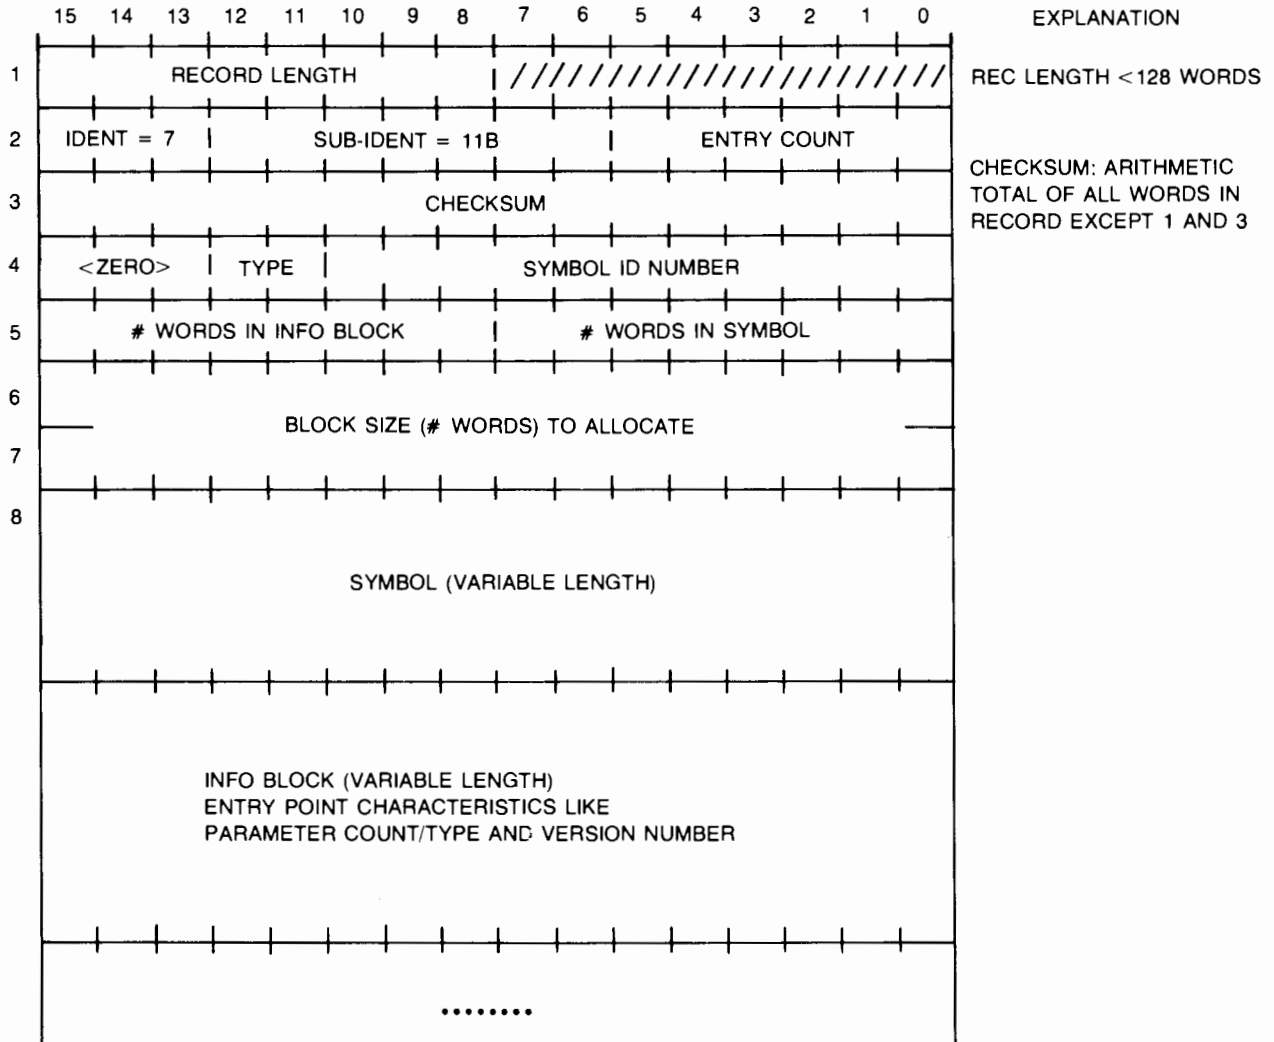 15 14 13 12 11 10 9 8 7 6 5 4 3 2 1 0 EXPLANATION
1 RECORD LENGTH REC LENGTH <128 WORDS
2 IDENT = 7 SUB-IDENT = 11B ENTRY COUNT
CHECKSUM: ARITHMETIC
TOTAL OF ALL WORDS IN
RECORD EXCEPT 1 AND 3
3 CHECKSUM
4 <ZERO> TYPE SYMBOL ID NUMBER
5 # WORDS IN INFO BLOCK # WORDS IN SYMBOL
6
BLOCK SIZE (# WORDS) TO ALLOCATE
7
8
SYMBOL (VARIABLE LENGTH)
INFO BLOCK (VARIABLE LENGTH)
ENTRY POINT CHARACTERISTICS LIKE
PARAMETER COUNT/TYPE AND VERSION NUMBER
........